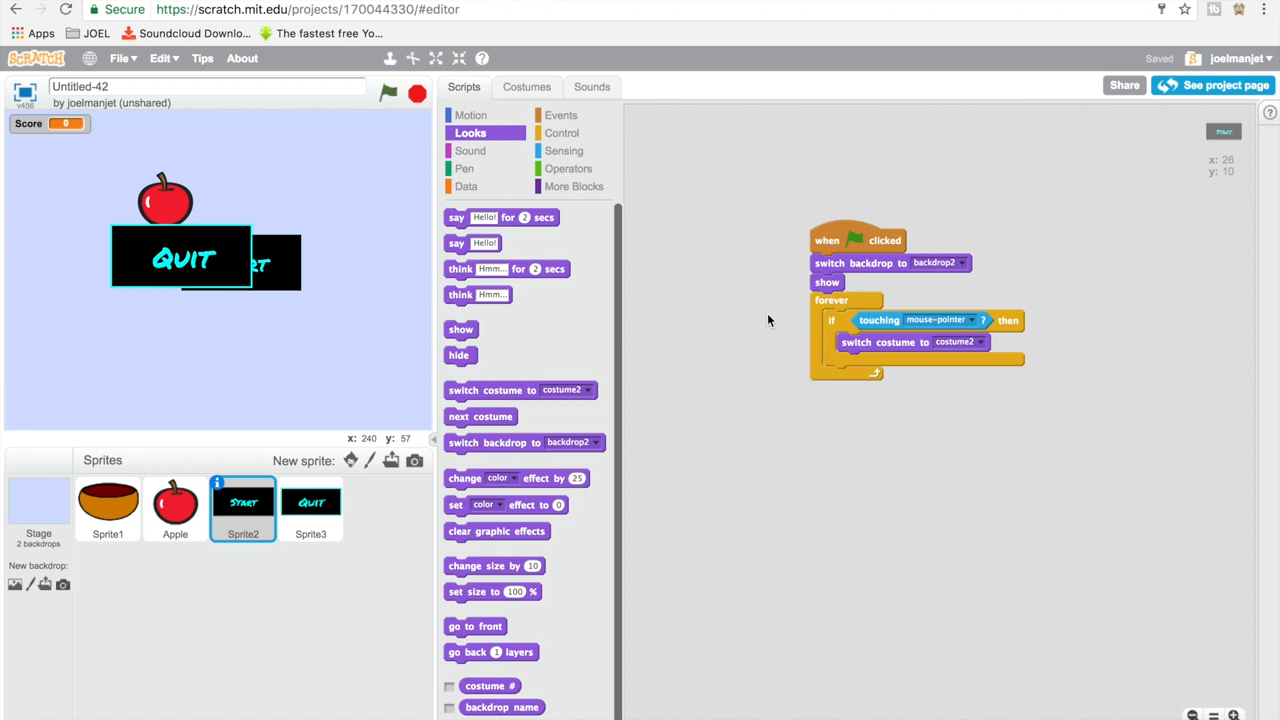 Secure https://scratch.mit.edu/projects/170044330/#editor
Apps JOEL Soundcloud Downlo... The fastest free Yo...
SCRATCH File Edit Tips About Saved joelmanjet
Untitled-42
by joelmanjet (unshared)
v456
Scripts Costumes Sounds
Share See project page
Score 0
Motion Events
Looks Control
Sound Sensing
Pen Operators
Data More Blocks
START
x: 26
y: 10
QUIT
RT
say Hello! for 2 secs
say Hello!
think Hmm... for 2 secs
think Hmm...
show
hide
switch costume to costume2
next costume
switch backdrop to backdrop2
change color effect by 25
set color effect to 0
clear graphic effects
change size by 10
set size to 100 %
go to front
go back 1 layers
costume #
backdrop name
when clicked
switch backdrop to backdrop2
show
forever
if touching mouse-pointer ? then
switch costume to costume2
x: 240 y: 57
Sprites New sprite:
START QUIT
Sprite1 Apple Sprite2 Sprite3
Stage
2 backdrops
New backdrop: